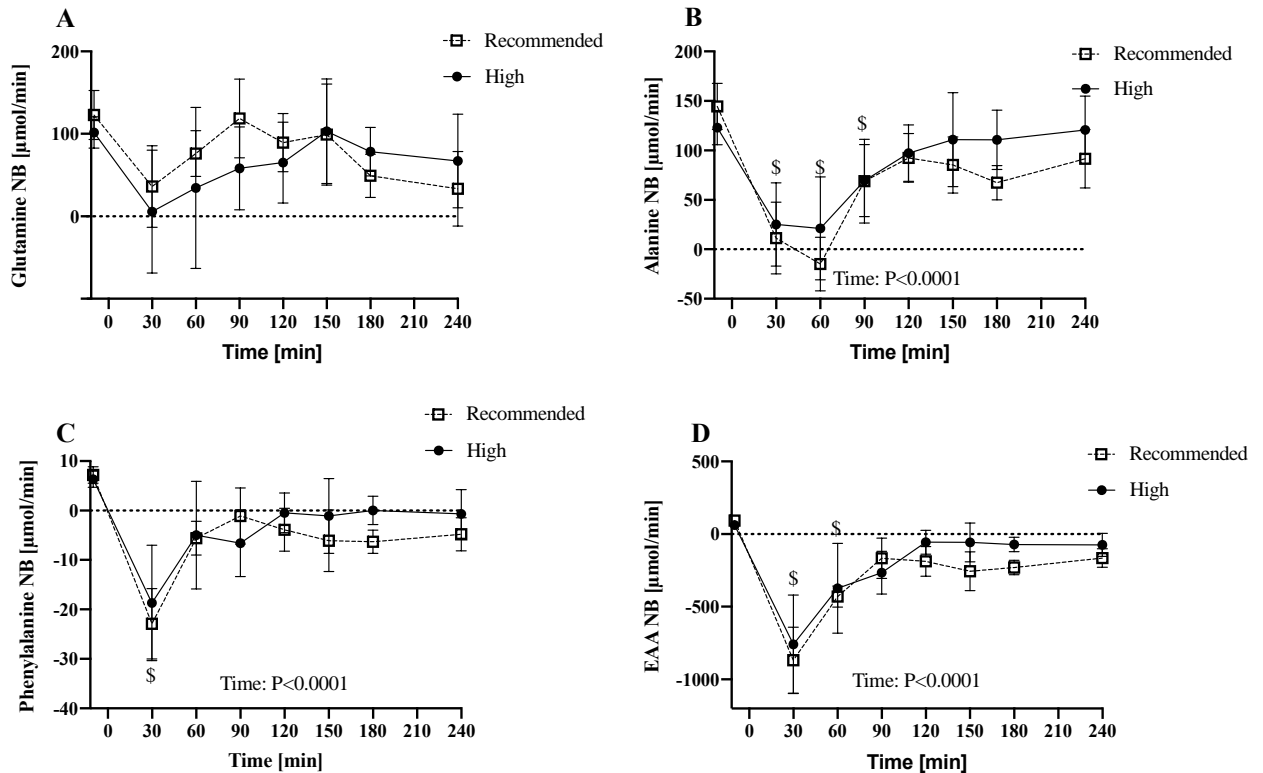 A
Recommended
High
Glutamine NB [µmol/min]
200
100
0
0 30 60 90 120 150 180 210 240
Time [min]
B
Recommended
High
Alanine NB [µmol/min]
200
150
100
50
0
-50
$ $ $
Time: P<0.0001
0 30 60 90 120 150 180 210 240
Time [min]
C
Recommended
High
Phenylalanine NB [µmol/min]
10
0
-10
-20
-30
-40
$
Time: P<0.0001
0 30 60 90 120 150 180 210 240
Time [min]
D
Recommended
High
EAA NB [µmol/min]
500
0
-500
-1000
$ $
Time: P<0.0001
0 30 60 90 120 150 180 210 240
Time [min]